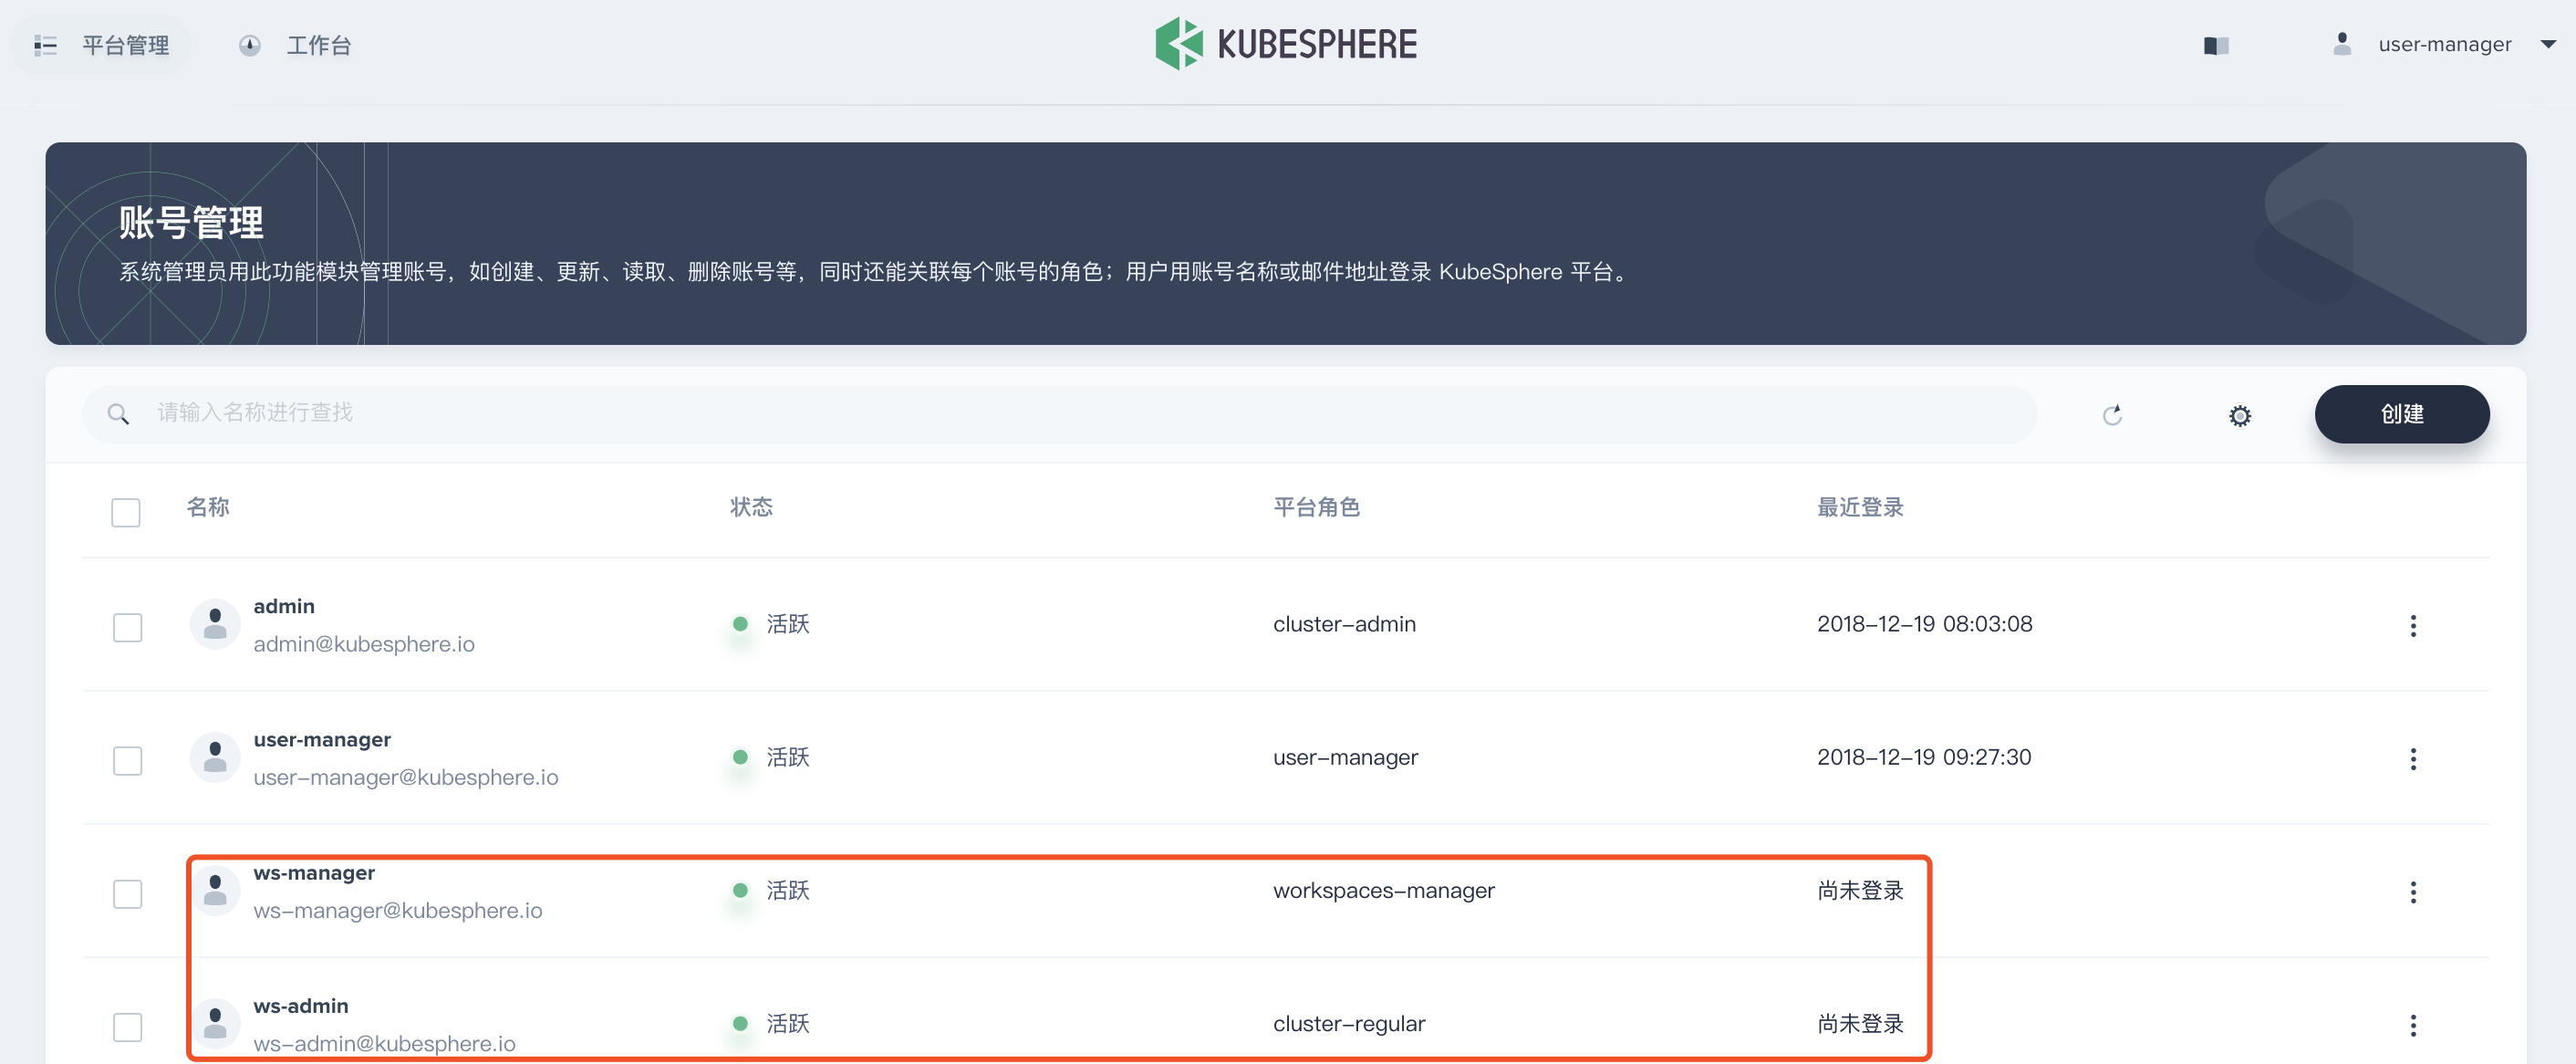 平台管理 工作台 KUBESPHERE user-manager
账号管理
系统管理员用此功能模块管理账号，如创建、更新、读取、删除账号等，同时还能关联每个账号的角色；用户用账号名称或邮件地址登录 KubeSphere 平台。
请输入名称进行查找 创建
名称 状态 平台角色 最近登录
admin
admin@kubesphere.io 活跃 cluster-admin 2018-12-19 08:03:08
user-manager
user-manager@kubesphere.io 活跃 user-manager 2018-12-19 09:27:30
ws-manager
ws-manager@kubesphere.io 活跃 workspaces-manager 尚未登录
ws-admin
ws-admin@kubesphere.io 活跃 cluster-regular 尚未登录